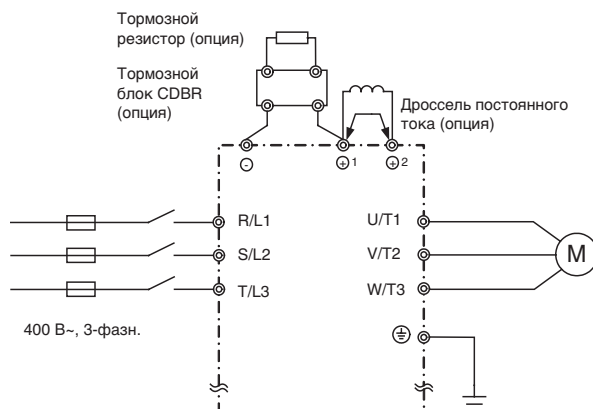 Тормозной
резистор (опция)
Тормозной
блок CDBR
(опция)
Дроссель постоянного
тока (опция)
-
+ 1
+ 2
R/L1
U/T1
S/L2
V/T2
M
T/L3
W/T3
400 В~, 3-фазн.